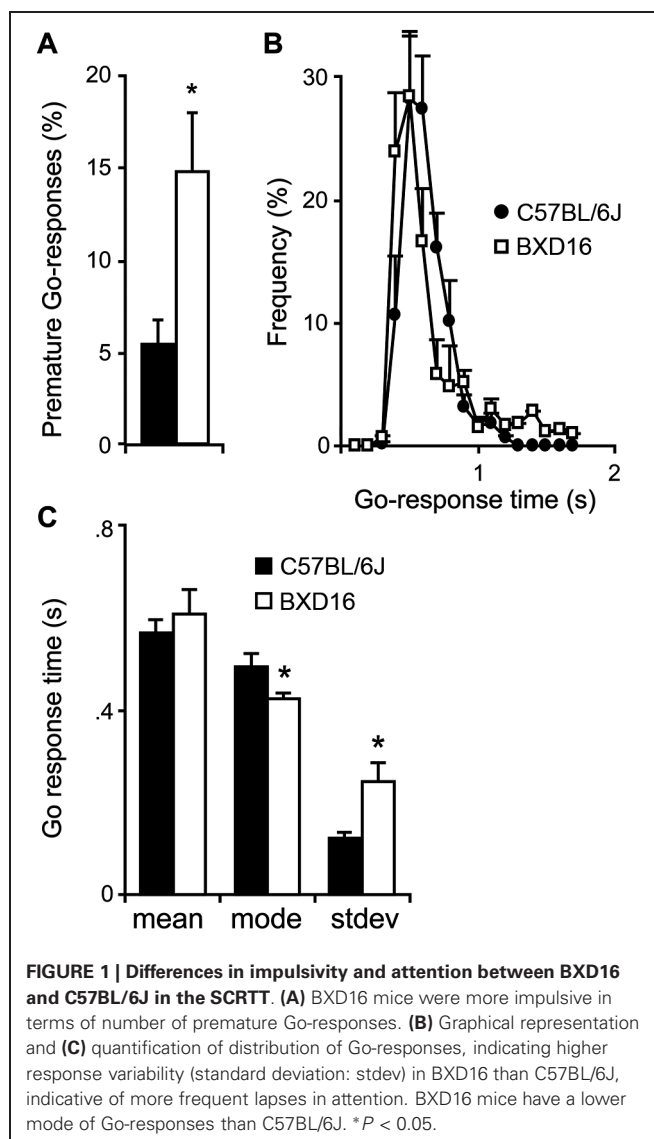 A
Premature Go-responses (%)
20
15
10
5
0
*
B
Frequency (%)
30
20
10
0
1
2
C57BL/6J
BXD16
Go-response time (s)
C
Go response time (s)
.8
.4
0
C57BL/6J
BXD16
*
*
mean mode stdev
FIGURE 1 | Differences in impulsivity and attention between BXD16
and C57BL/6J in the SCRTT. (A) BXD16 mice were more impulsive in
terms of number of premature Go-responses. (B) Graphical representation
and (C) quantification of distribution of Go-responses, indicating higher
response variability (standard deviation: stdev) in BXD16 than C57BL/6J,
indicative of more frequent lapses in attention. BXD16 mice have a lower
mode of Go-responses than C57BL/6J. *P < 0.05.